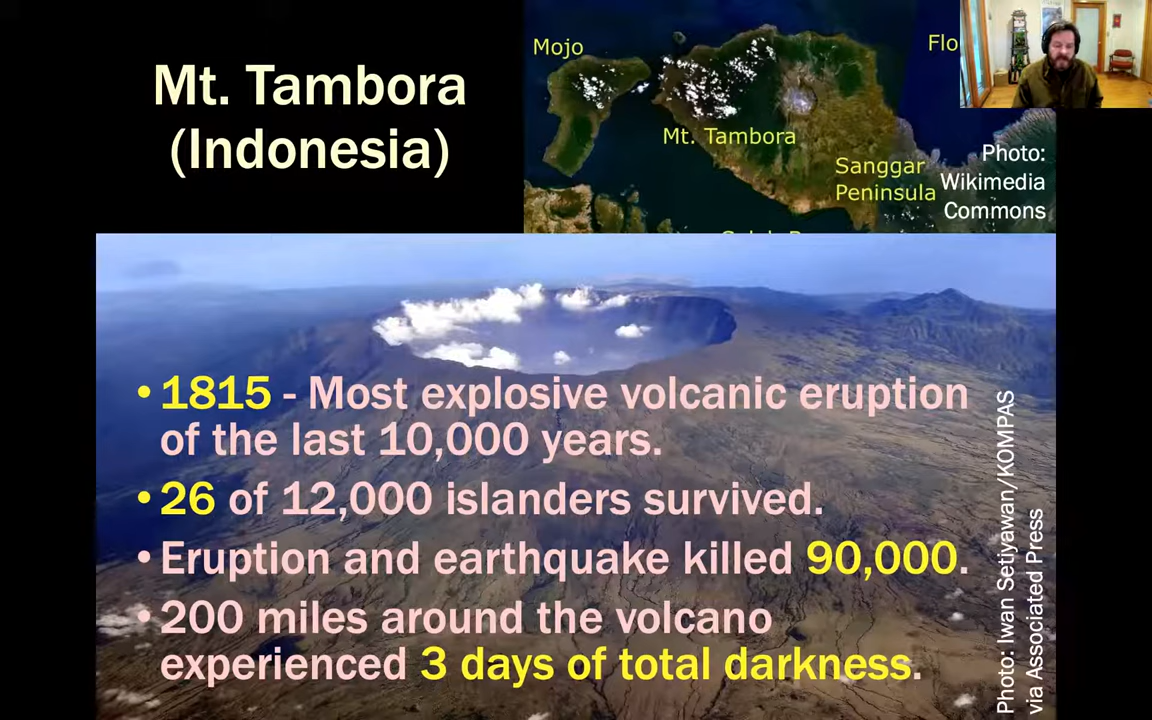 Mt. Tambora
(Indonesia)
Mojo
Flo
Mt. Tambora
Sanggar
Peninsula
Photo:
Wikimedia
Commons
• 1815 - Most explosive volcanic eruption
of the last 10,000 years.
• 26 of 12,000 islanders survived.
• Eruption and earthquake killed 90,000.
• 200 miles around the volcano
experienced 3 days of total darkness.
Photo: Iwan Setiyawan/KOMPAS
via Associated Press